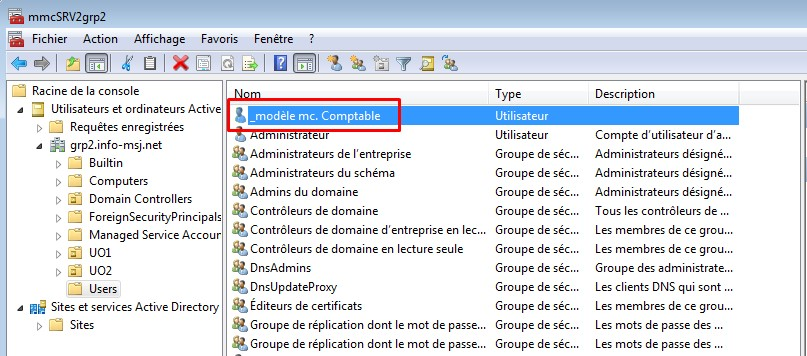 mmcSRV2grp2
Fichier Action Affichage Favoris Fenêtre ?
Racine de la console
Utilisateurs et ordinateurs Active
Requêtes enregistrées
grp2.info-msj.net
Builtin
Computers
Domain Controllers
ForeignSecurityPrincipals
Managed Service Accoun
UO1
UO2
Users
Sites et services Active Directory
Sites
Nom Type Description
_modèle mc. Comptable Utilisateur
Administrateur Utilisateur Compte d'utilisateur d'a...
Administrateurs de l'entreprise Groupe de séc... Administrateurs désigné...
Administrateurs du schéma Groupe de séc... Administrateurs désigné...
Admins du domaine Groupe de séc... Administrateurs désigné...
Contrôleurs de domaine Groupe de séc... Tous les contrôleurs de
Contrôleurs de domaine d'entreprise en lec... Groupe de séc... Les membres de ce grou
Contrôleurs de domaine en lecture seule Groupe de séc... Les membres de ce grou
DnsAdmins Groupe de séc... Groupe des administrate...
DnsUpdateProxy Groupe de séc... Les clients DNS qui sont
Éditeurs de certificats Groupe de séc... Les membres de ce grou
Groupe de réplication dont le mot de passe... Groupe de séc... Les mots de passe des
Groupe de réplication dont le mot de passe... Groupe de séc... Les mots de passe des